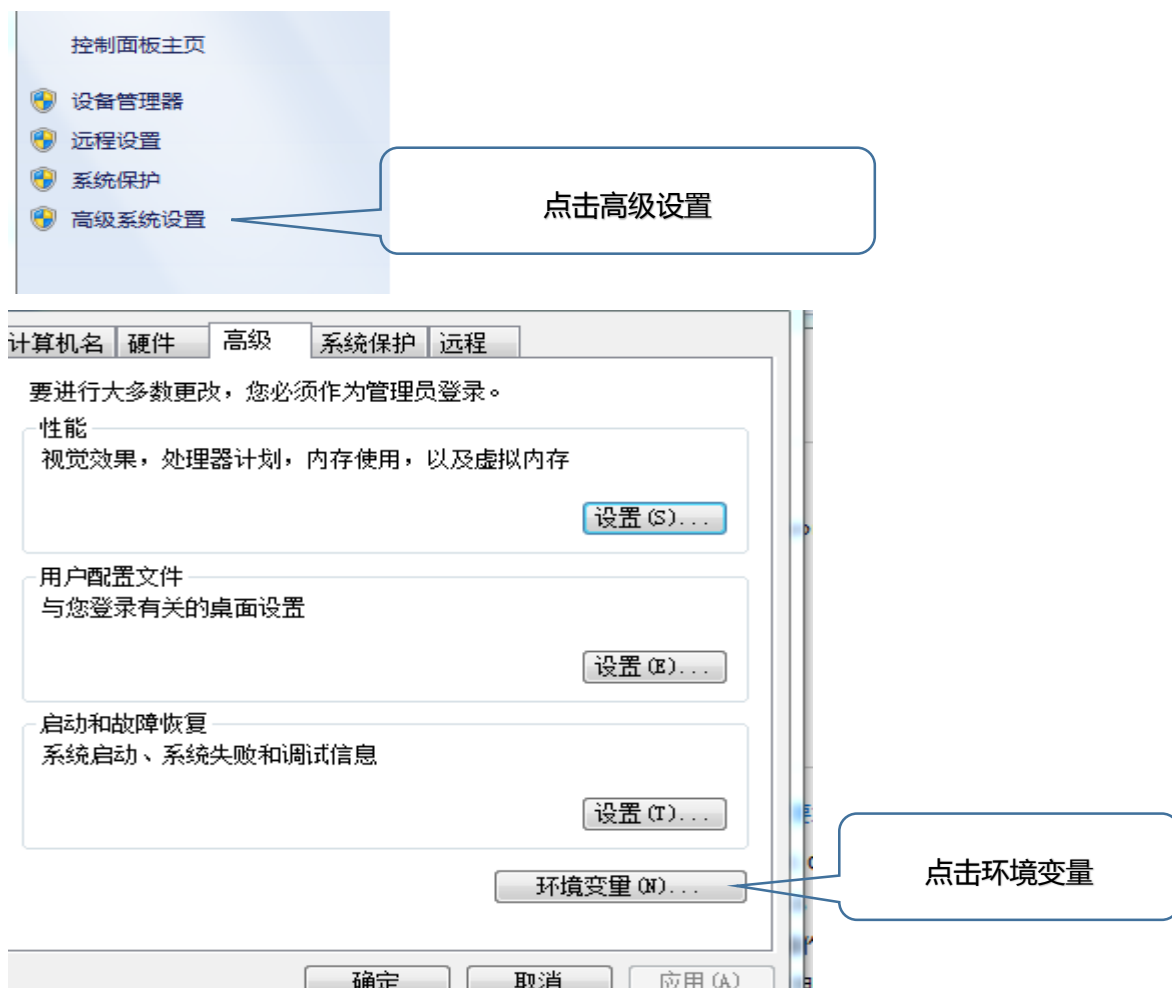 控制面板主页
设备管理器
远程设置
系统保护
高级系统设置
点击高级设置
计算机名 硬件 高级 系统保护 远程
要进行大多数更改，您必须作为管理员登录。
性能
视觉效果，处理器计划，内存使用，以及虚拟内存
设置(S)...
用户配置文件
与您登录有关的桌面设置
设置(E)...
启动和故障恢复
系统启动、系统失败和调试信息
设置(T)...
环境变量(N)...
点击环境变量
确定 取消 应用(A)